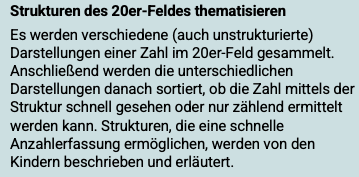 Strukturen des 20er-Feldes thematisieren
Es werden verschiedene (auch unstrukturierte)
Darstellungen einer Zahl im 20er-Feld gesammelt.
Anschließend werden die unterschiedlichen
Darstellungen danach sortiert, ob die Zahl mittels der
Struktur schnell gesehen oder nur zählend ermittelt
werden kann. Strukturen, die eine schnelle
Anzahlerfassung ermöglichen, werden von den
Kindern beschrieben und erläutert.